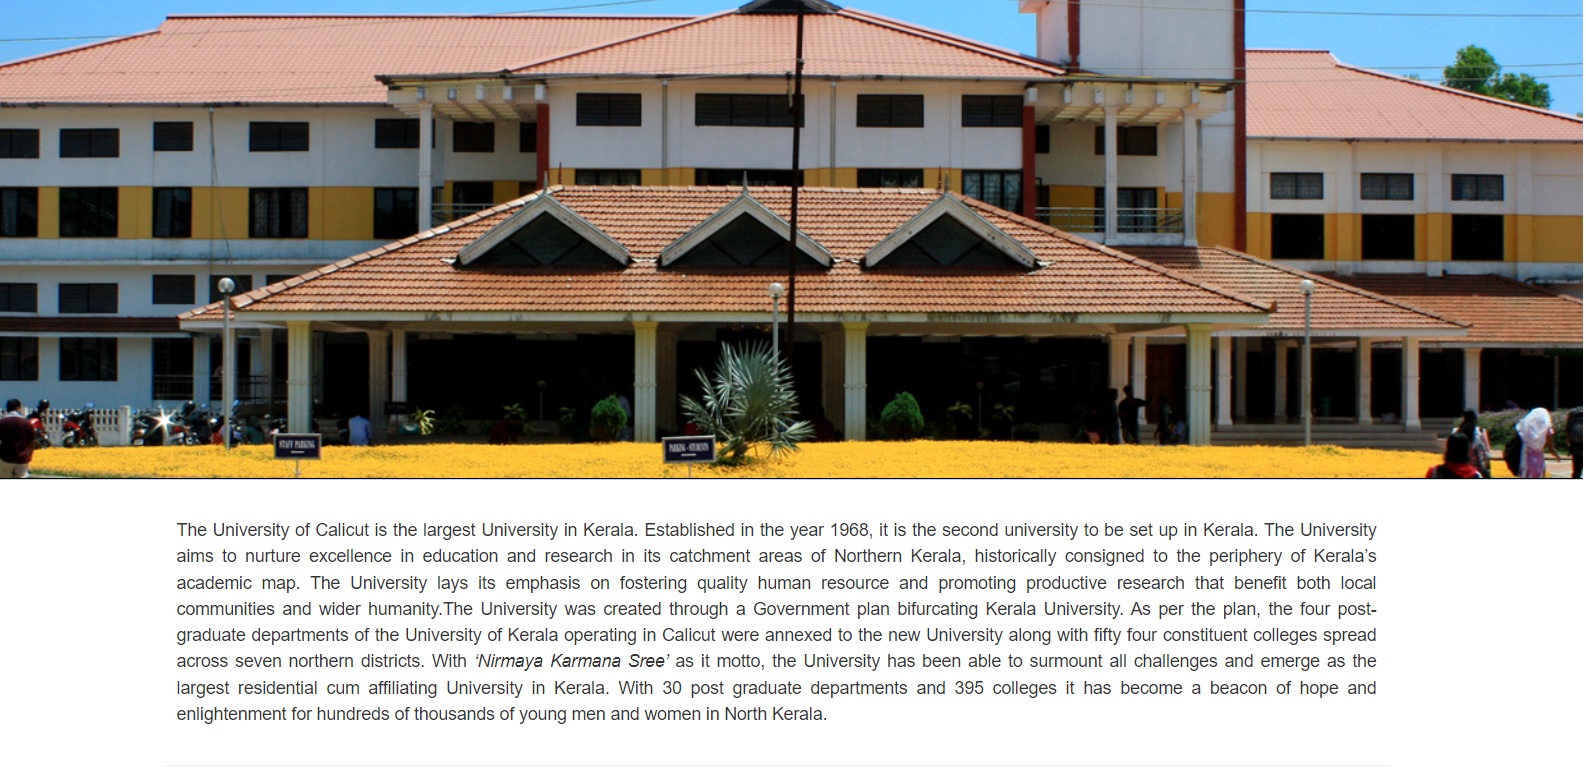 STAFF PARKING
PARKING - STUDENTS
The University of Calicut is the largest University in Kerala. Established in the year 1968, it is the second university to be set up in Kerala. The University
aims to nurture excellence in education and research in its catchment areas of Northern Kerala, historically consigned to the periphery of Kerala’s
academic map. The University lays its emphasis on fostering quality human resource and promoting productive research that benefit both local
communities and wider humanity.The University was created through a Government plan bifurcating Kerala University. As per the plan, the four post-
graduate departments of the University of Kerala operating in Calicut were annexed to the new University along with fifty four constituent colleges spread
across seven northern districts. With ‘Nirmaya Karmana Sree’ as it motto, the University has been able to surmount all challenges and emerge as the
largest residential cum affiliating University in Kerala. With 30 post graduate departments and 395 colleges it has become a beacon of hope and
enlightenment for hundreds of thousands of young men and women in North Kerala.